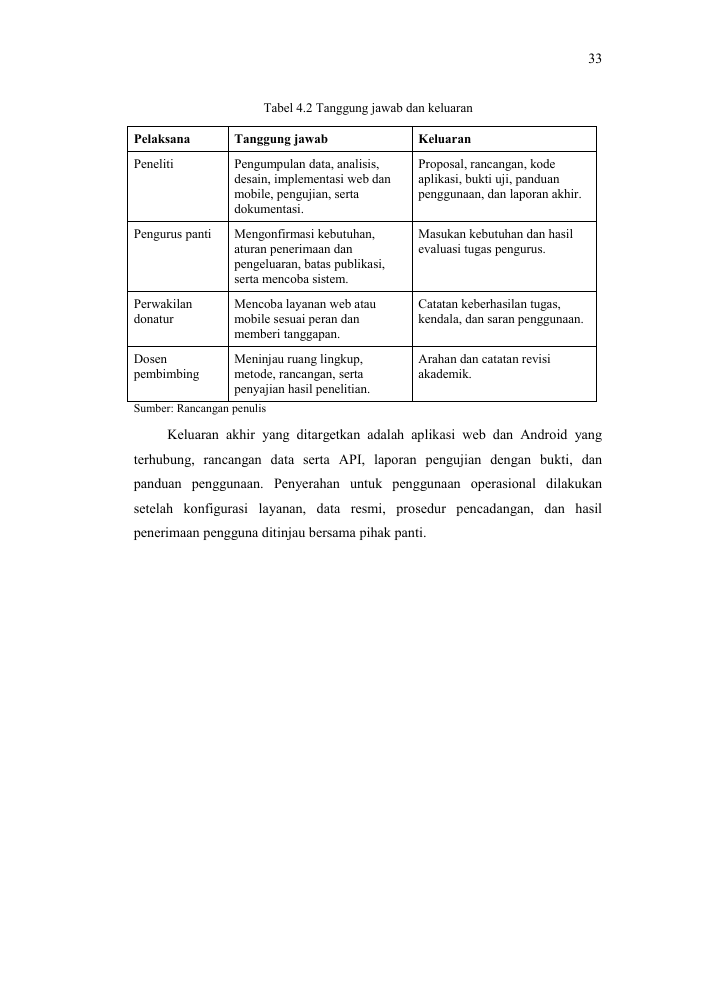 33
Tabel 4.2 Tanggung jawab dan keluaran
Pelaksana Tanggung jawab Keluaran
Peneliti Pengumpulan data, analisis, desain, implementasi web dan mobile, pengujian, serta dokumentasi. Proposal, rancangan, kode aplikasi, bukti uji, panduan penggunaan, dan laporan akhir.
Pengurus panti Mengonfirmasi kebutuhan, aturan penerimaan dan pengeluaran, batas publikasi, serta mencoba sistem. Masukan kebutuhan dan hasil evaluasi tugas pengurus.
Perwakilan donatur Mencoba layanan web atau mobile sesuai peran dan memberi tanggapan. Catatan keberhasilan tugas, kendala, dan saran penggunaan.
Dosen pembimbing Meninjau ruang lingkup, metode, rancangan, serta penyajian hasil penelitian. Arahan dan catatan revisi akademik.
Sumber: Rancangan penulis
Keluaran akhir yang ditargetkan adalah aplikasi web dan Android yang
terhubung, rancangan data serta API, laporan pengujian dengan bukti, dan
panduan penggunaan. Penyerahan untuk penggunaan operasional dilakukan
setelah konfigurasi layanan, data resmi, prosedur pencadangan, dan hasil
penerimaan pengguna ditinjau bersama pihak panti.